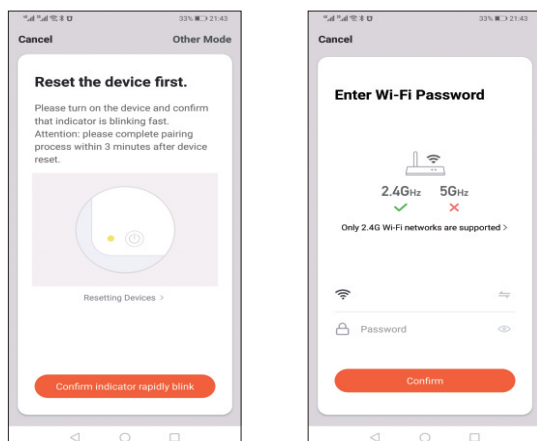 33% 21:43
Cancel Other Mode
Reset the device first.
Please turn on the device and confirm
that indicator is blinking fast.
Attention: please complete pairing
process within 3 minutes after device
reset.
Resetting Devices >
Confirm indicator rapidly blink
33% 21:43
Cancel
Enter Wi-Fi Password
2.4GHz 5GHz
Only 2.4G Wi-Fi networks are supported >
Password
Confirm